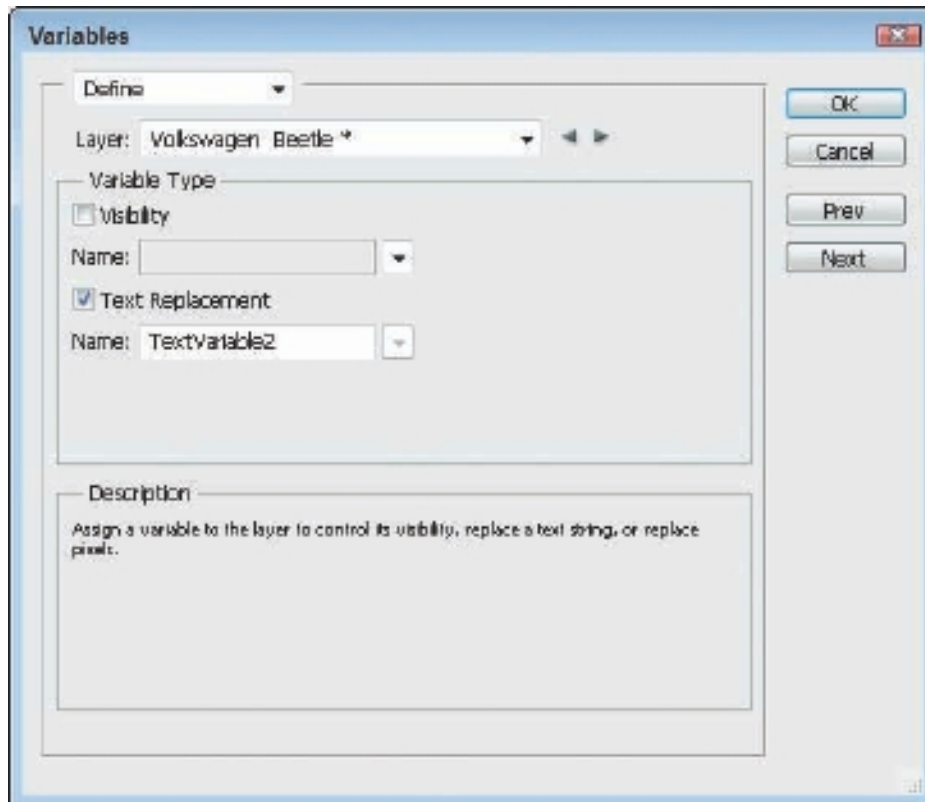 Variables
Define
Layer: Volkswagen Beetle *
Variable Type
Visibility
Name:
Text Replacement
Name: TextVariable2
Description
Assign a variable to the layer to control its visibility, replace a text string, or replace
pixels.
OK
Cancel
Prev
Next